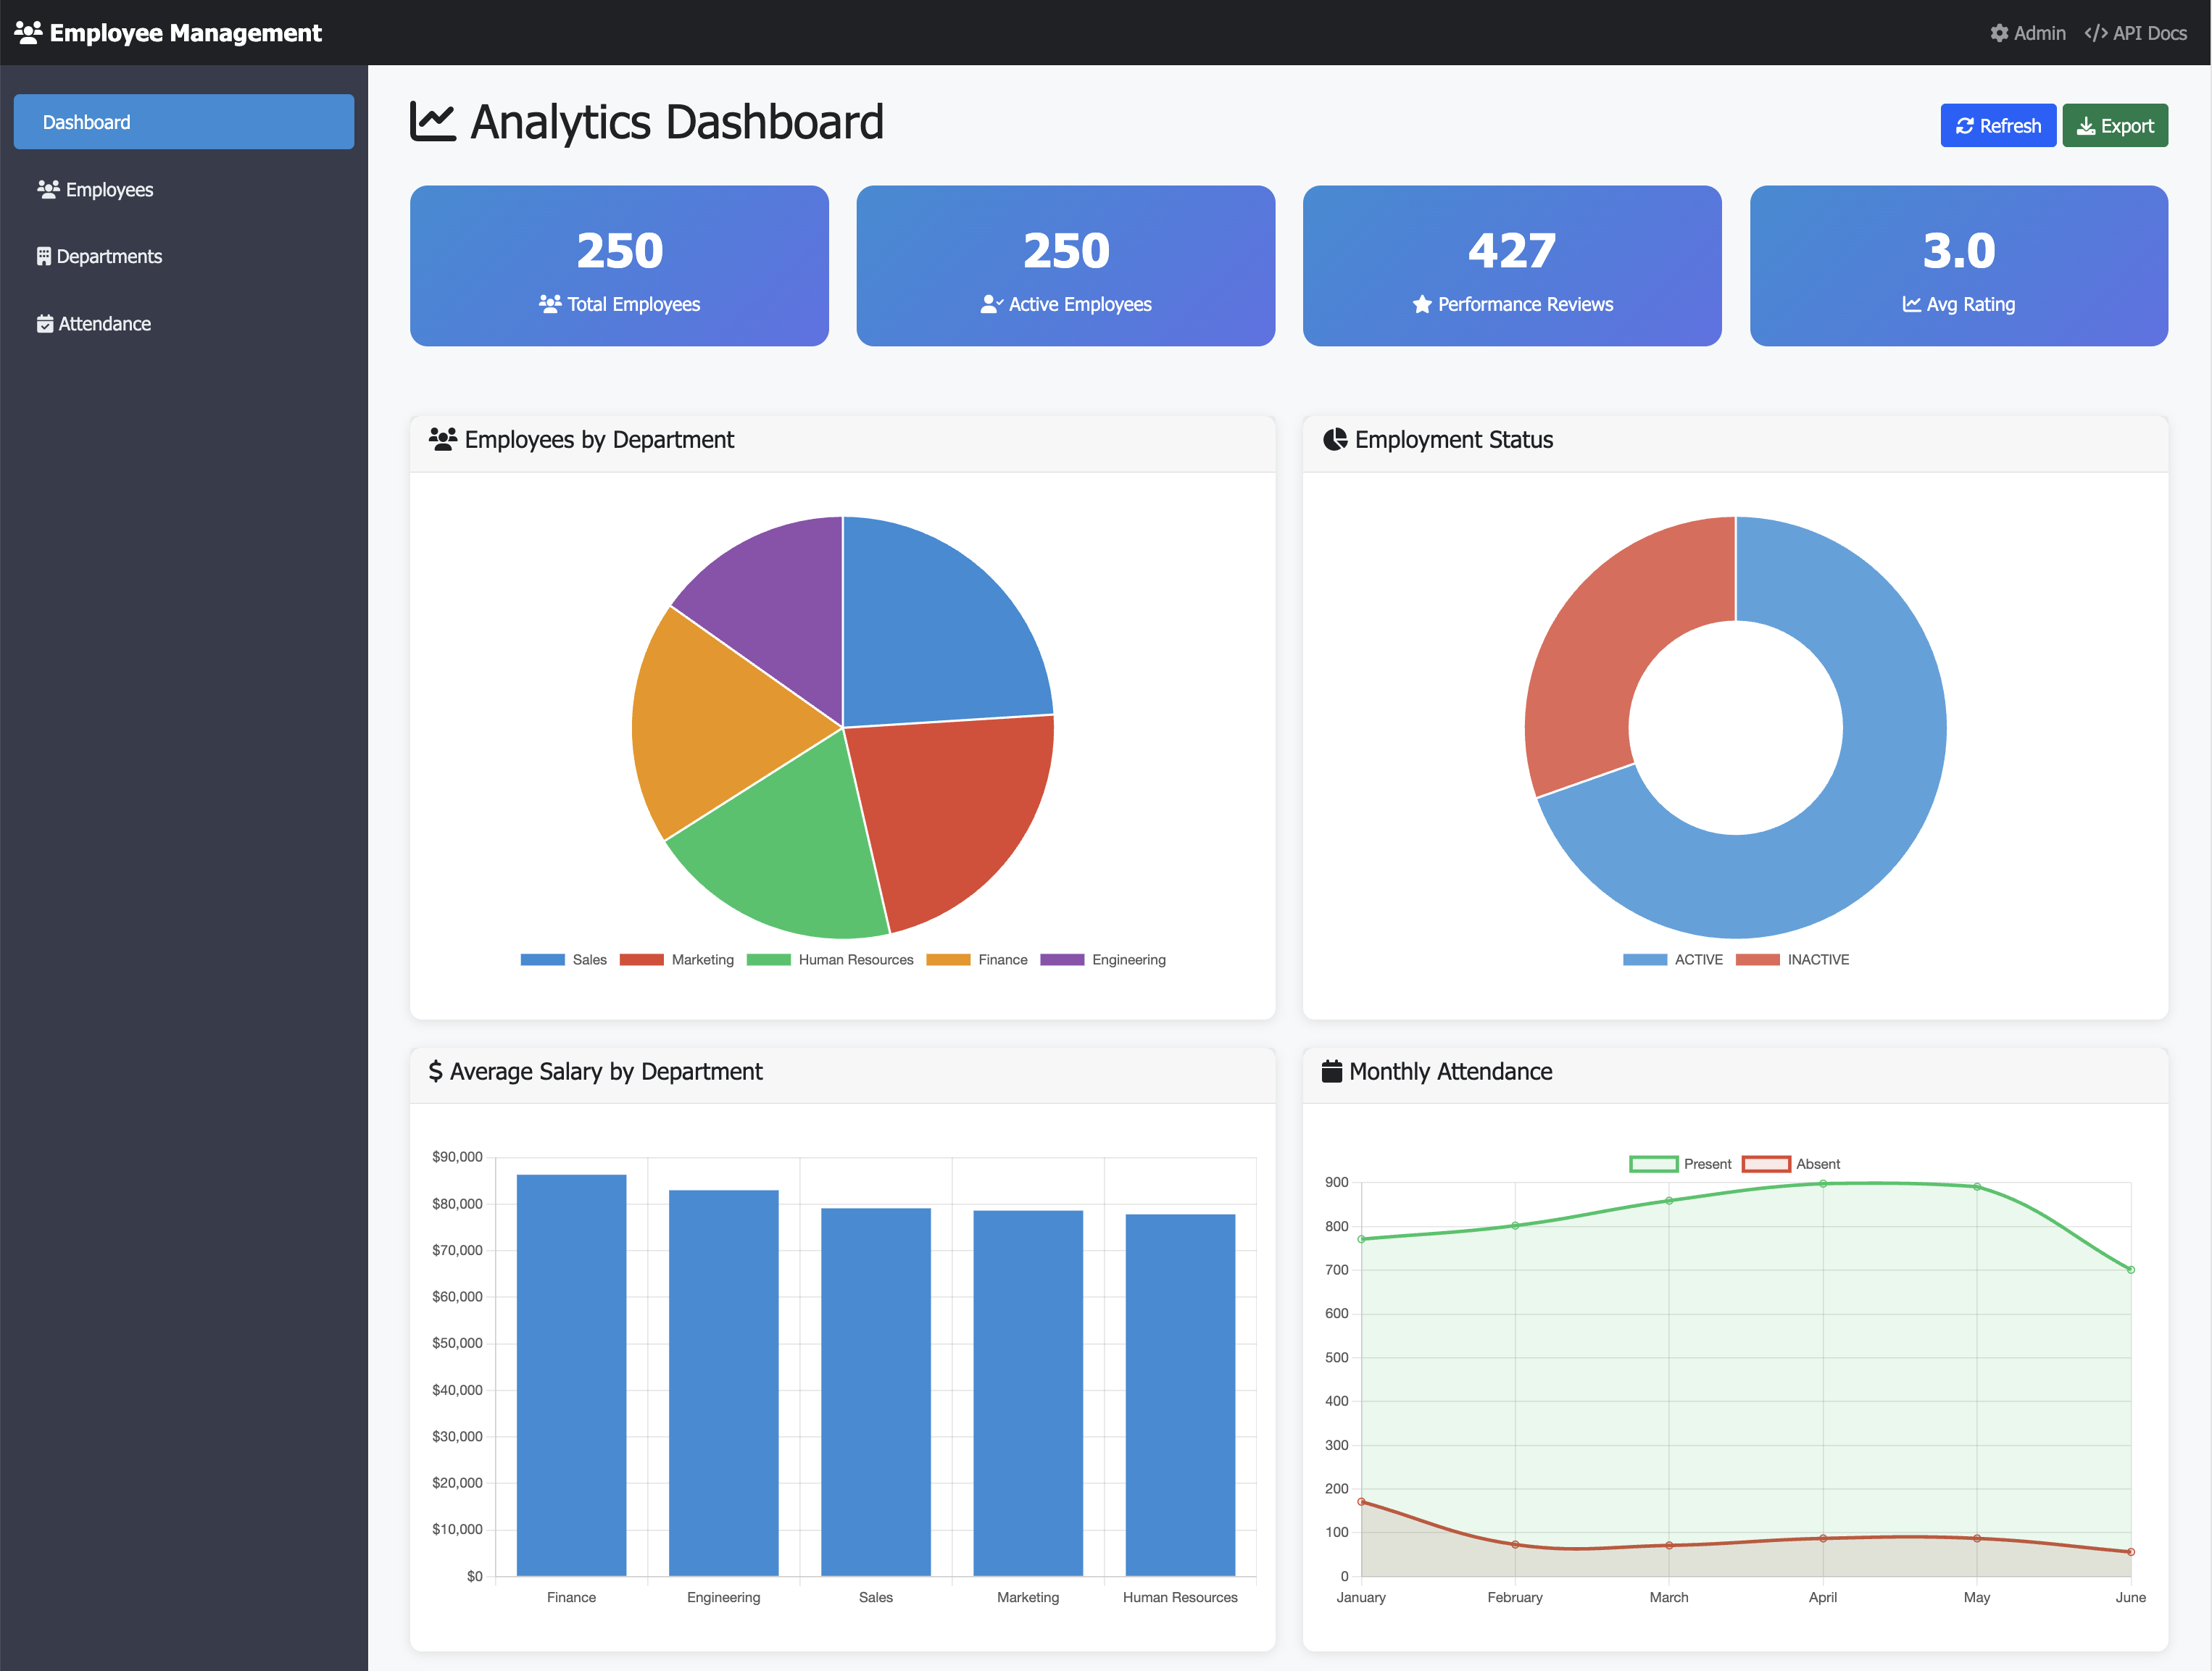 Employee Management
Admin
API Docs
Dashboard
Employees
Departments
Attendance
Analytics Dashboard
Refresh
Export
250
Total Employees
250
Active Employees
427
Performance Reviews
3.0
Avg Rating
Employees by Department
Sales Marketing Human Resources Finance Engineering
Employment Status
ACTIVE INACTIVE
Average Salary by Department
$90,000
$80,000
$70,000
$60,000
$50,000
$40,000
$30,000
$20,000
$10,000
$0
Finance Engineering Sales Marketing Human Resources
Monthly Attendance
Present Absent
900
800
700
600
500
400
300
200
100
0
January February March April May June